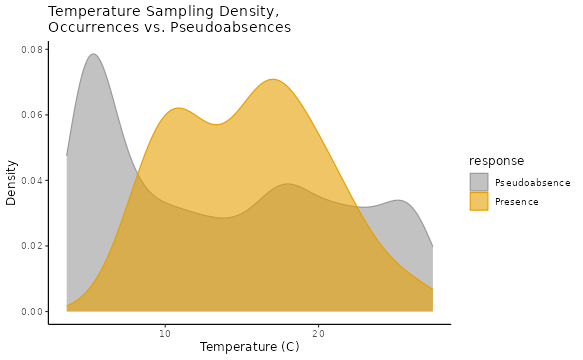 Temperature Sampling Density,
Occurrences vs. Pseudoabsences
0.08
0.06
0.04
0.02
0.00
Density
10
20
Temperature (C)
response
Pseudoabsence
Presence